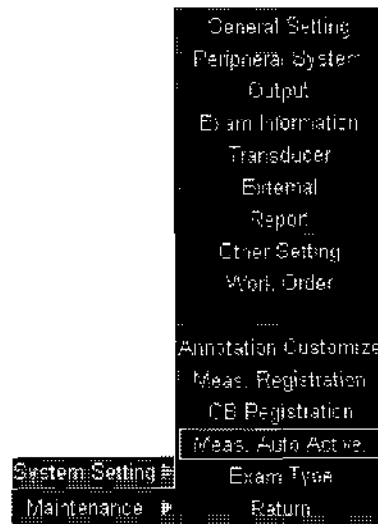 General Setting
Peripheral System
Output
Exam Information
Transducer
External
Report
Other Setting
Work Order
Annotation Customize
Meas. Registration
CB Registration
Meas. Auto Active
System Setting
Exam Type
Maintenance
Return